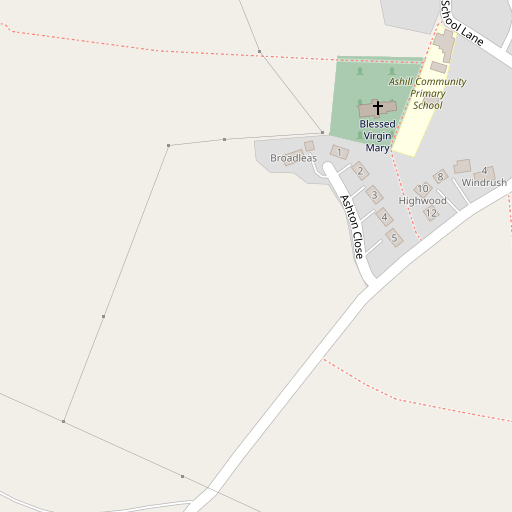 School Lane
Ashill Community
Primary
School
Blessed
Virgin
Mary
Broadleas
1
2
3
4
5
Ashton Close
8
4
10
Windrush
Highwood
12